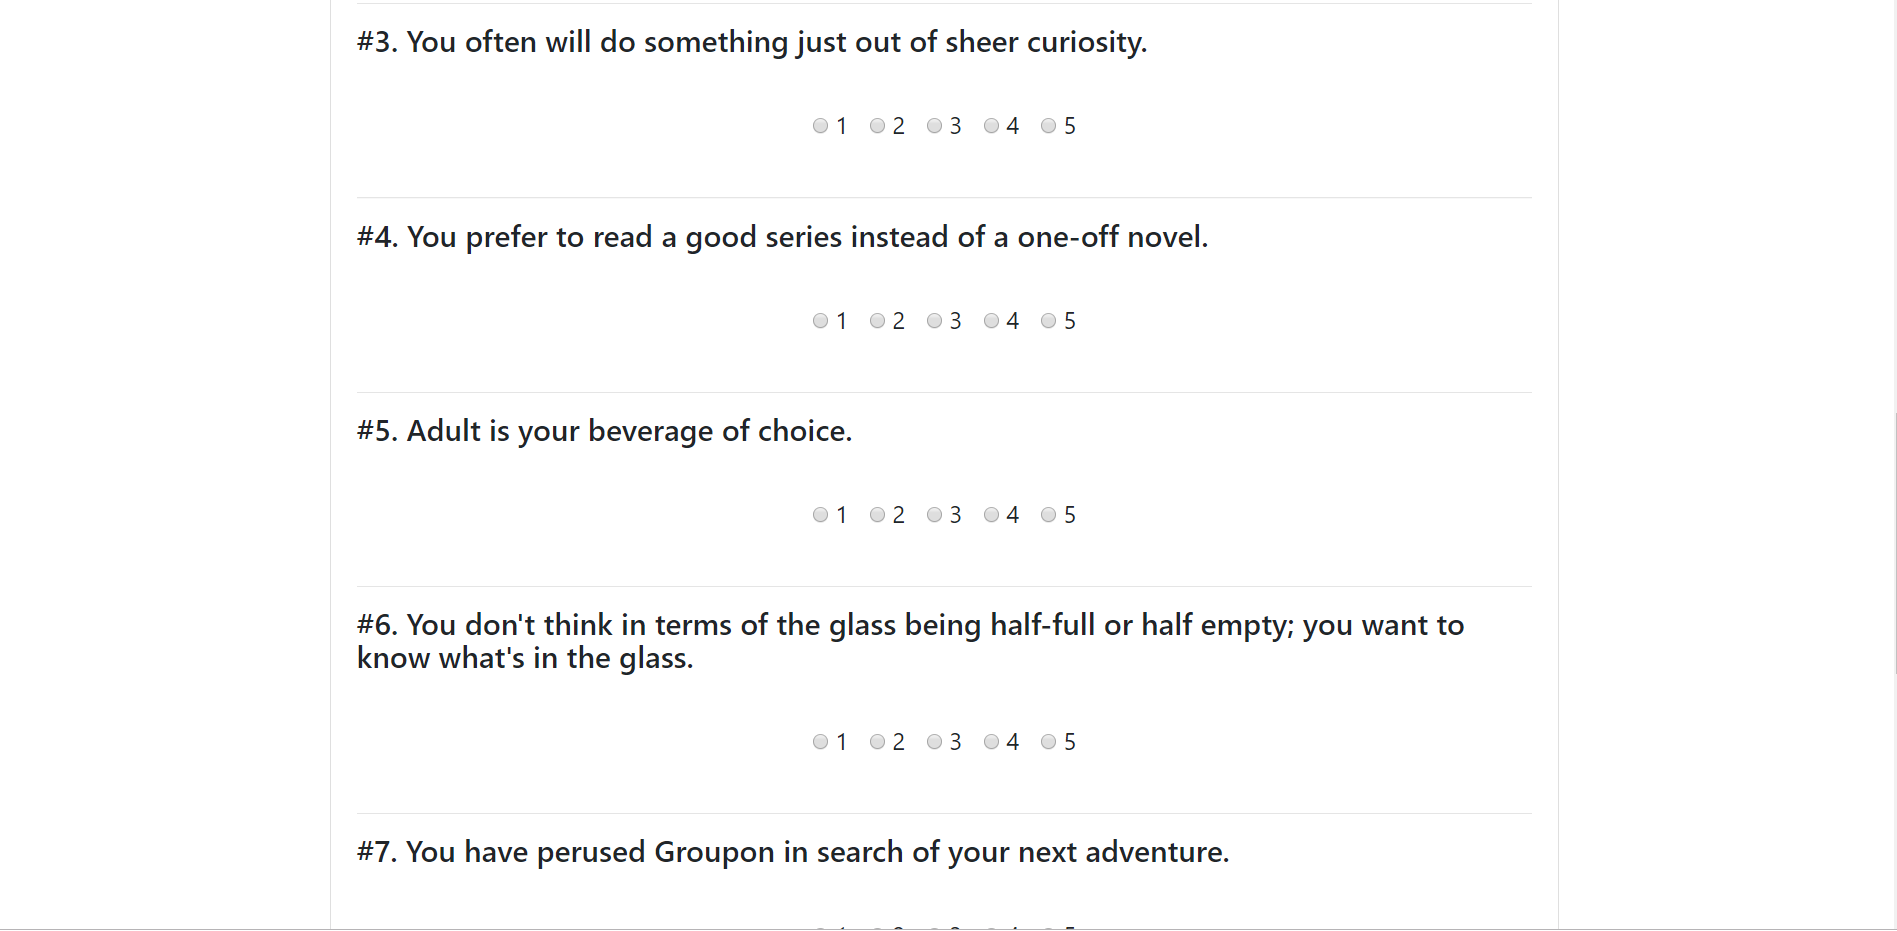 #3. You often will do something just out of sheer curiosity.
1 2 3 4 5
#4. You prefer to read a good series instead of a one-off novel.
1 2 3 4 5
#5. Adult is your beverage of choice.
1 2 3 4 5
#6. You don't think in terms of the glass being half-full or half empty; you want to
know what's in the glass.
1 2 3 4 5
#7. You have perused Groupon in search of your next adventure.